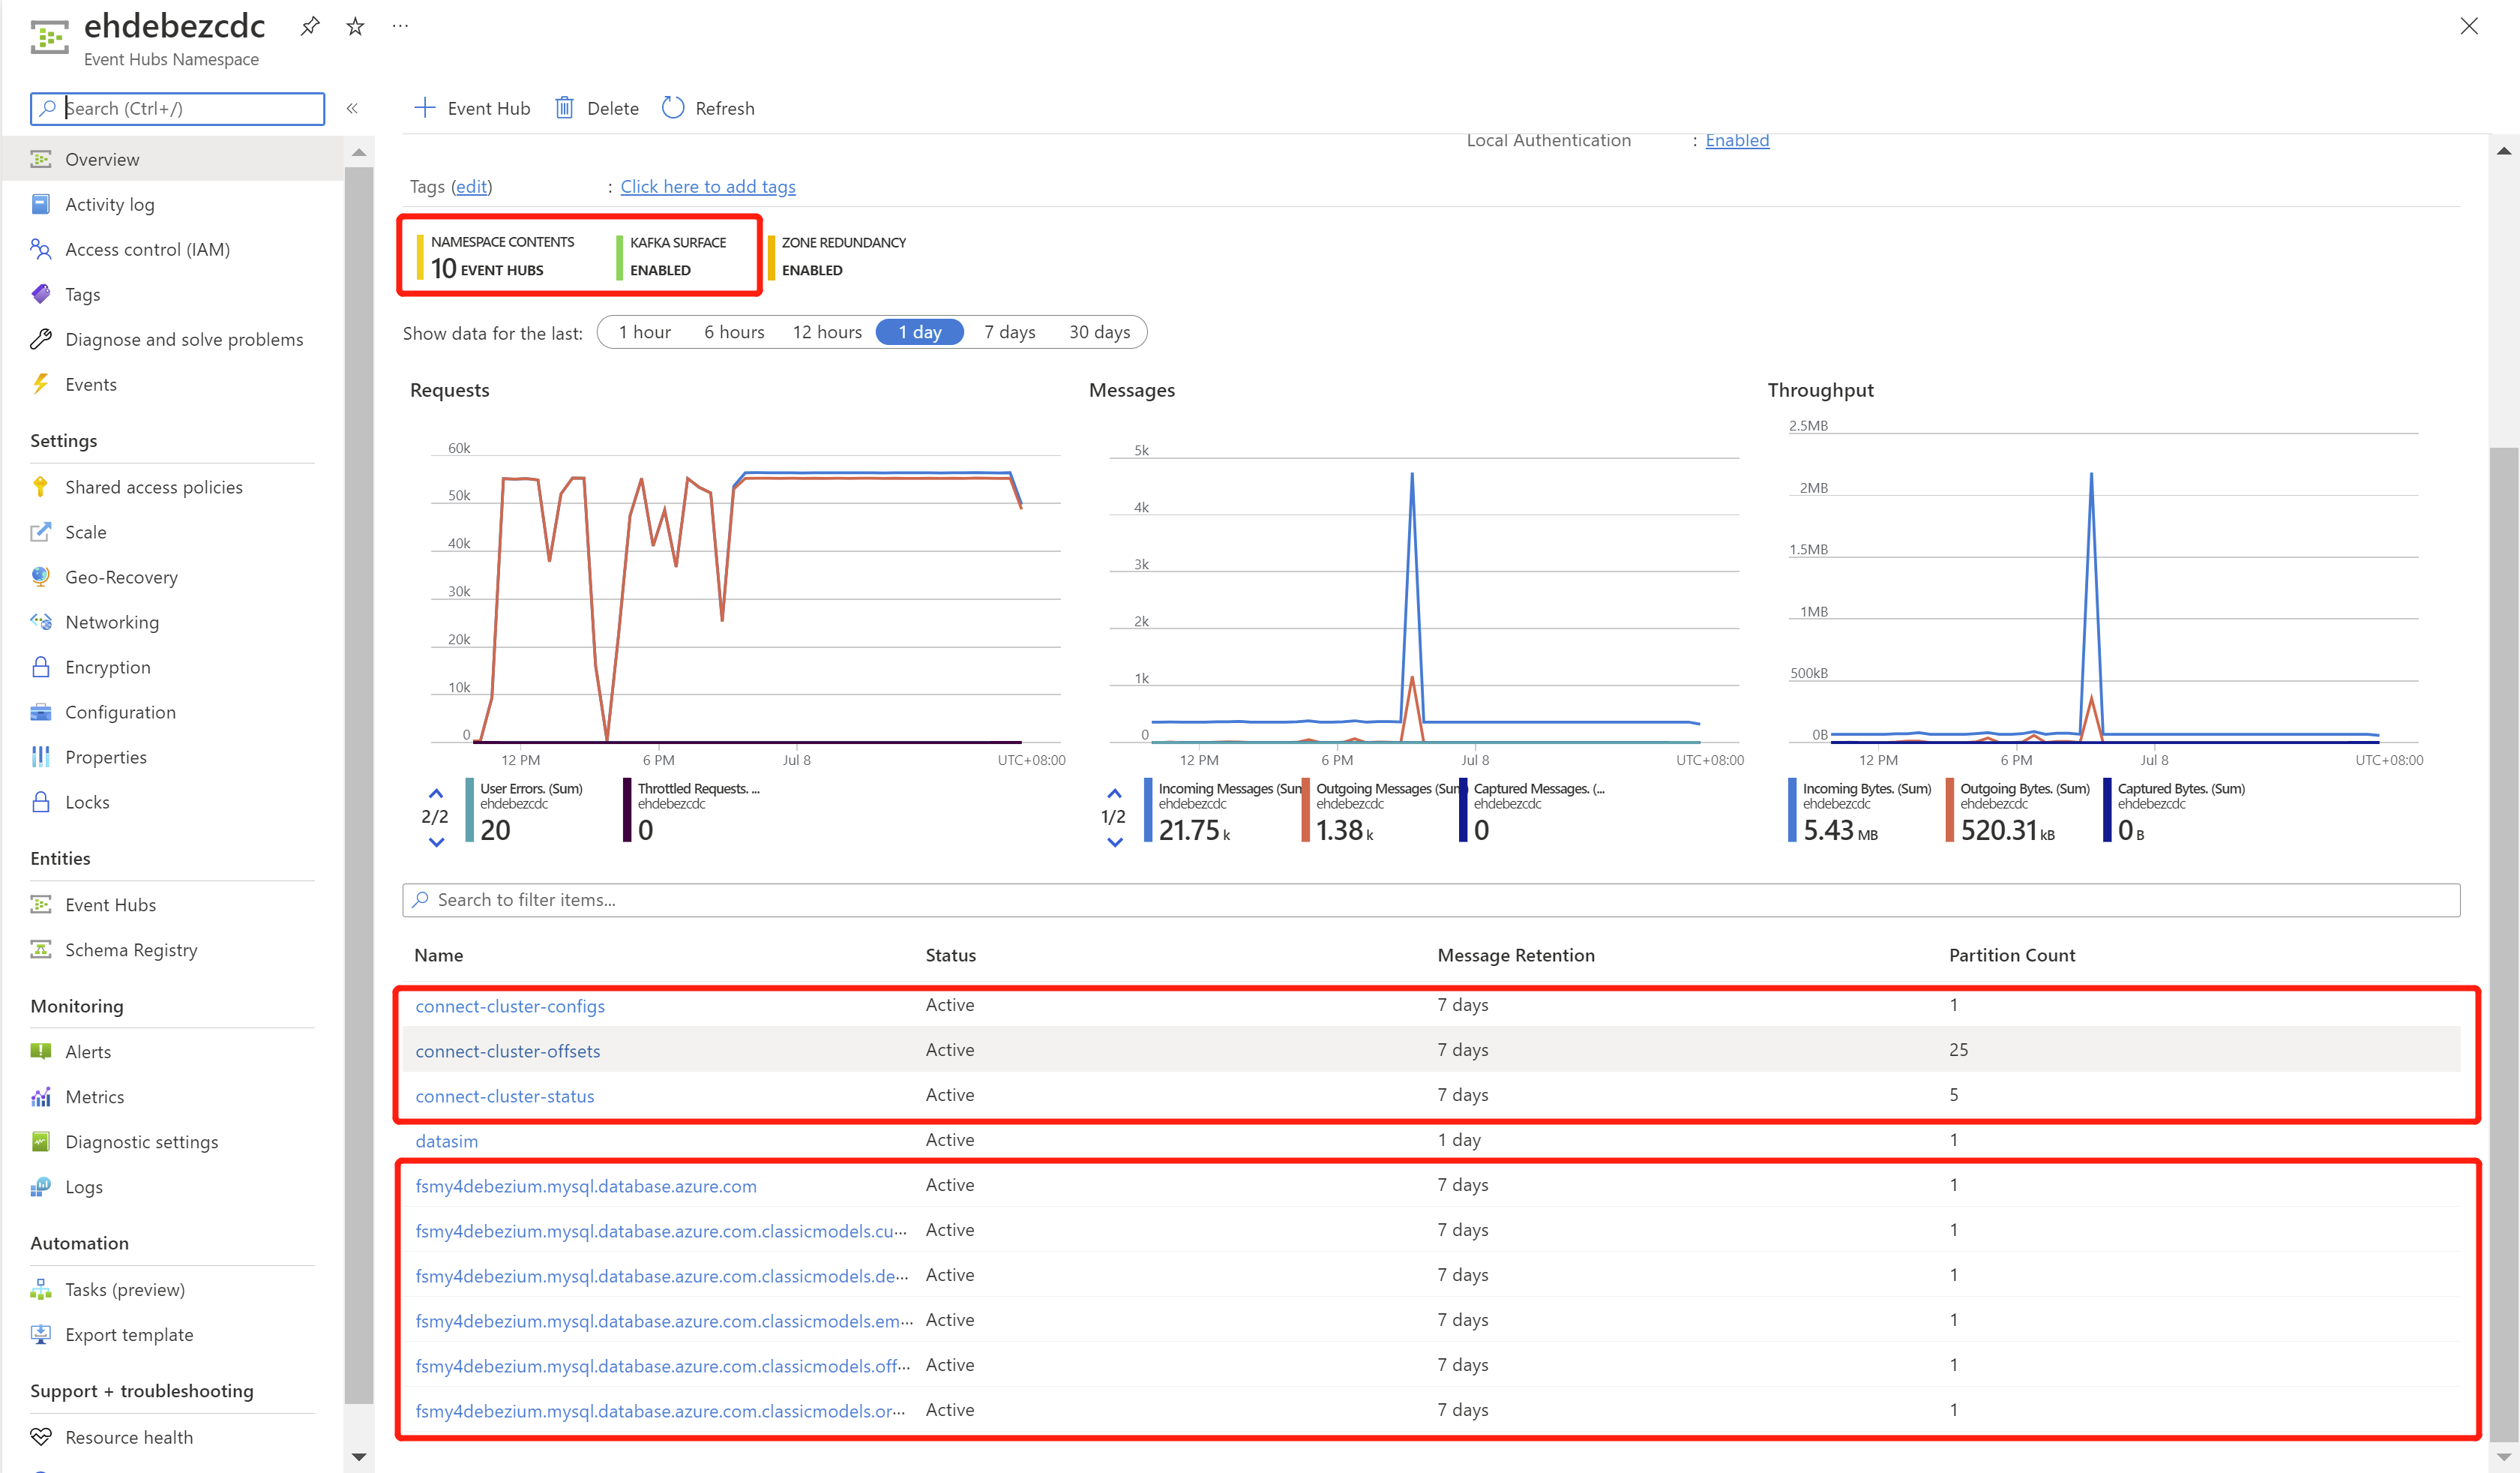 ehdebezcdc
Event Hubs Namespace
Search (Ctrl+/)
Overview
Activity log
Access control (IAM)
Tags
Diagnose and solve problems
Events
Settings
Shared access policies
Scale
Geo-Recovery
Networking
Encryption
Configuration
Properties
Locks
Entities
Event Hubs
Schema Registry
Monitoring
Alerts
Metrics
Diagnostic settings
Logs
Automation
Tasks (preview)
Export template
Support + troubleshooting
Resource health
Event Hub Delete Refresh
Local Authentication : Enabled
Tags (edit) : Click here to add tags
NAMESPACE CONTENTS
10 EVENT HUBS
KAFKA SURFACE
ENABLED
ZONE REDUNDANCY
ENABLED
Show data for the last: 1 hour 6 hours 12 hours 1 day 7 days 30 days
Requests
60k
50k
40k
30k
20k
10k
0
12 PM 6 PM Jul 8 UTC+08:00
2/2
User Errors. (Sum)
ehdebezcdc
20
Throttled Requests. ...
ehdebezcdc
0
Messages
5k
4k
3k
2k
1k
0
12 PM 6 PM Jul 8 UTC+08:00
1/2
Incoming Messages (Sum
ehdebezcdc
21.75 k
Outgoing Messages (Sum
ehdebezcdc
1.38 k
Captured Messages. (...
ehdebezcdc
0
Throughput
2.5MB
2MB
1.5MB
1MB
500kB
0B
12 PM 6 PM Jul 8 UTC+08:00
Incoming Bytes. (Sum)
ehdebezcdc
5.43 MB
Outgoing Bytes. (Sum)
ehdebezcdc
520.31 kB
Captured Bytes. (Sum)
ehdebezcdc
0 B
Search to filter items...
Name Status Message Retention Partition Count
connect-cluster-configs Active 7 days 1
connect-cluster-offsets Active 7 days 25
connect-cluster-status Active 7 days 5
datasim Active 1 day 1
fsmy4debezium.mysql.database.azure.com Active 7 days 1
fsmy4debezium.mysql.database.azure.com.classicmodels.cu... Active 7 days 1
fsmy4debezium.mysql.database.azure.com.classicmodels.de... Active 7 days 1
fsmy4debezium.mysql.database.azure.com.classicmodels.em... Active 7 days 1
fsmy4debezium.mysql.database.azure.com.classicmodels.off... Active 7 days 1
fsmy4debezium.mysql.database.azure.com.classicmodels.or... Active 7 days 1